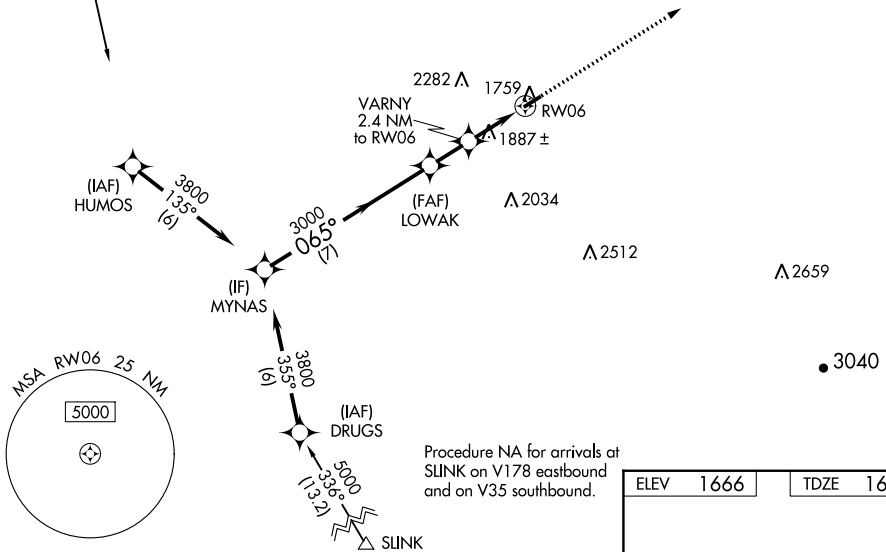 2282
1759
RW06
VARNY
2.4 NM
to RW06
1887 ±
(IAF)
HUMOS
3800
135°
(6)
3000
065°
(7)
(FAF)
LOWAK
2034
2512
2659
(IF)
MYNAS
3040
MSA RW06 25 NM
5000
3800
355°
(6)
(IAF)
DRUGS
5000
336°
(13.2)
SLINK
Procedure NA for arrivals at
SLINK on V178 eastbound
and on V35 southbound.
ELEV 1666
TDZE 16